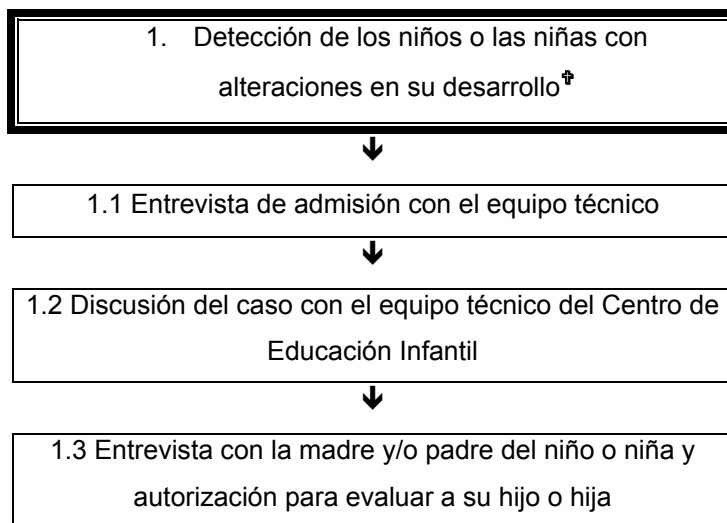 1. Detección de los niños o las niñas con
alteraciones en su desarrollo✞
1.1 Entrevista de admisión con el equipo técnico
1.2 Discusión del caso con el equipo técnico del Centro de
Educación Infantil
1.3 Entrevista con la madre y/o padre del niño o niña y
autorización para evaluar a su hijo o hija